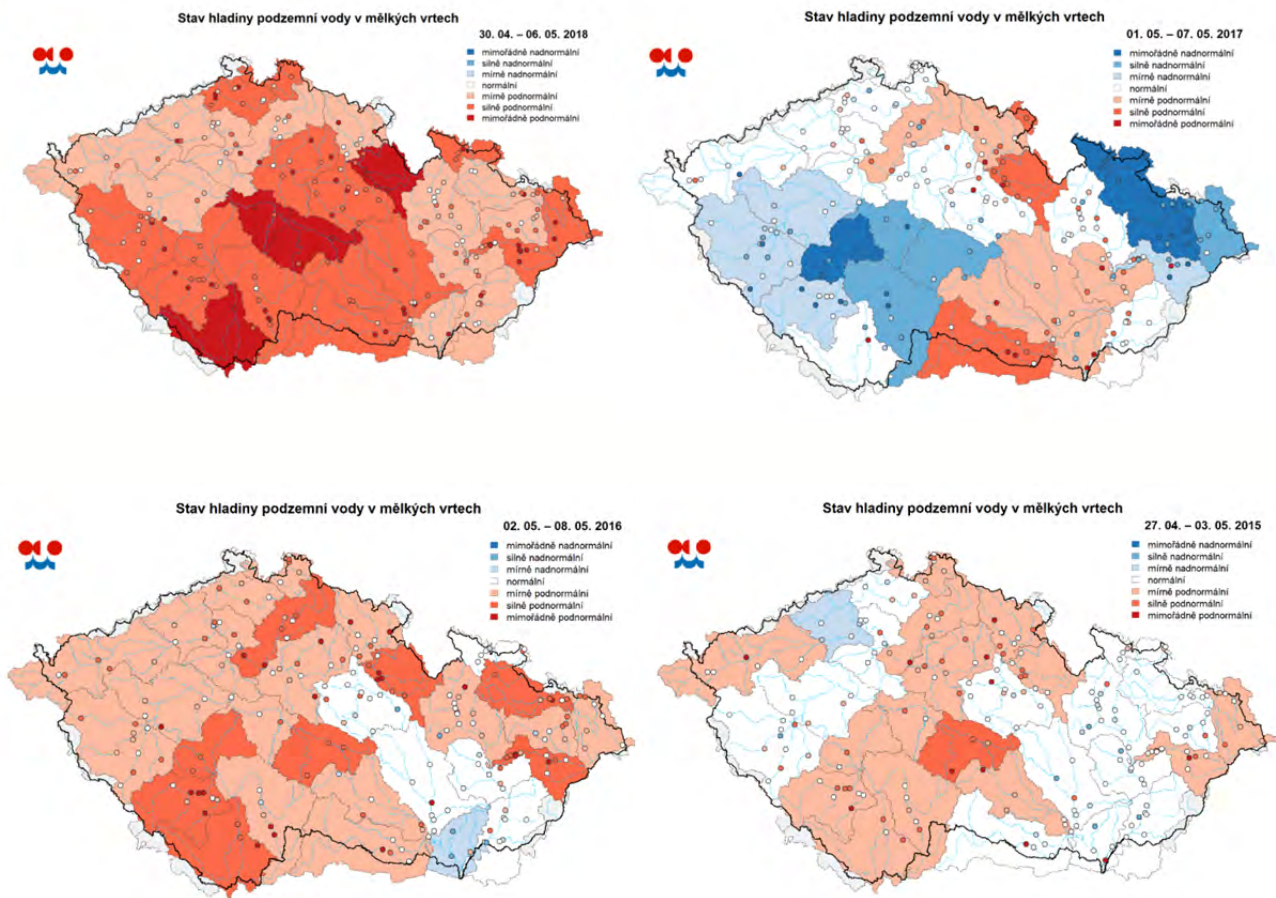 Stav hladiny podzemní vody v mělkých vrtech
30. 04. – 06. 05. 2018
mimořádně nadnormální
silně nadnormální
mírně nadnormální
normální
mírně podnormální
silně podnormální
mimořádně podnormální
Stav hladiny podzemní vody v mělkých vrtech
01. 05. – 07. 05. 2017
mimořádně nadnormální
silně nadnormální
mírně nadnormální
normální
mírně podnormální
silně podnormální
mimořádně podnormální
Stav hladiny podzemní vody v mělkých vrtech
02. 05. – 08. 05. 2016
mimořádně nadnormální
silně nadnormální
mírně nadnormální
normální
mírně podnormální
silně podnormální
mimořádně podnormální
Stav hladiny podzemní vody v mělkých vrtech
27. 04. – 03. 05. 2015
mimořádně nadnormální
silně nadnormální
mírně nadnormální
normální
mírně podnormální
silně podnormální
mimořádně podnormální